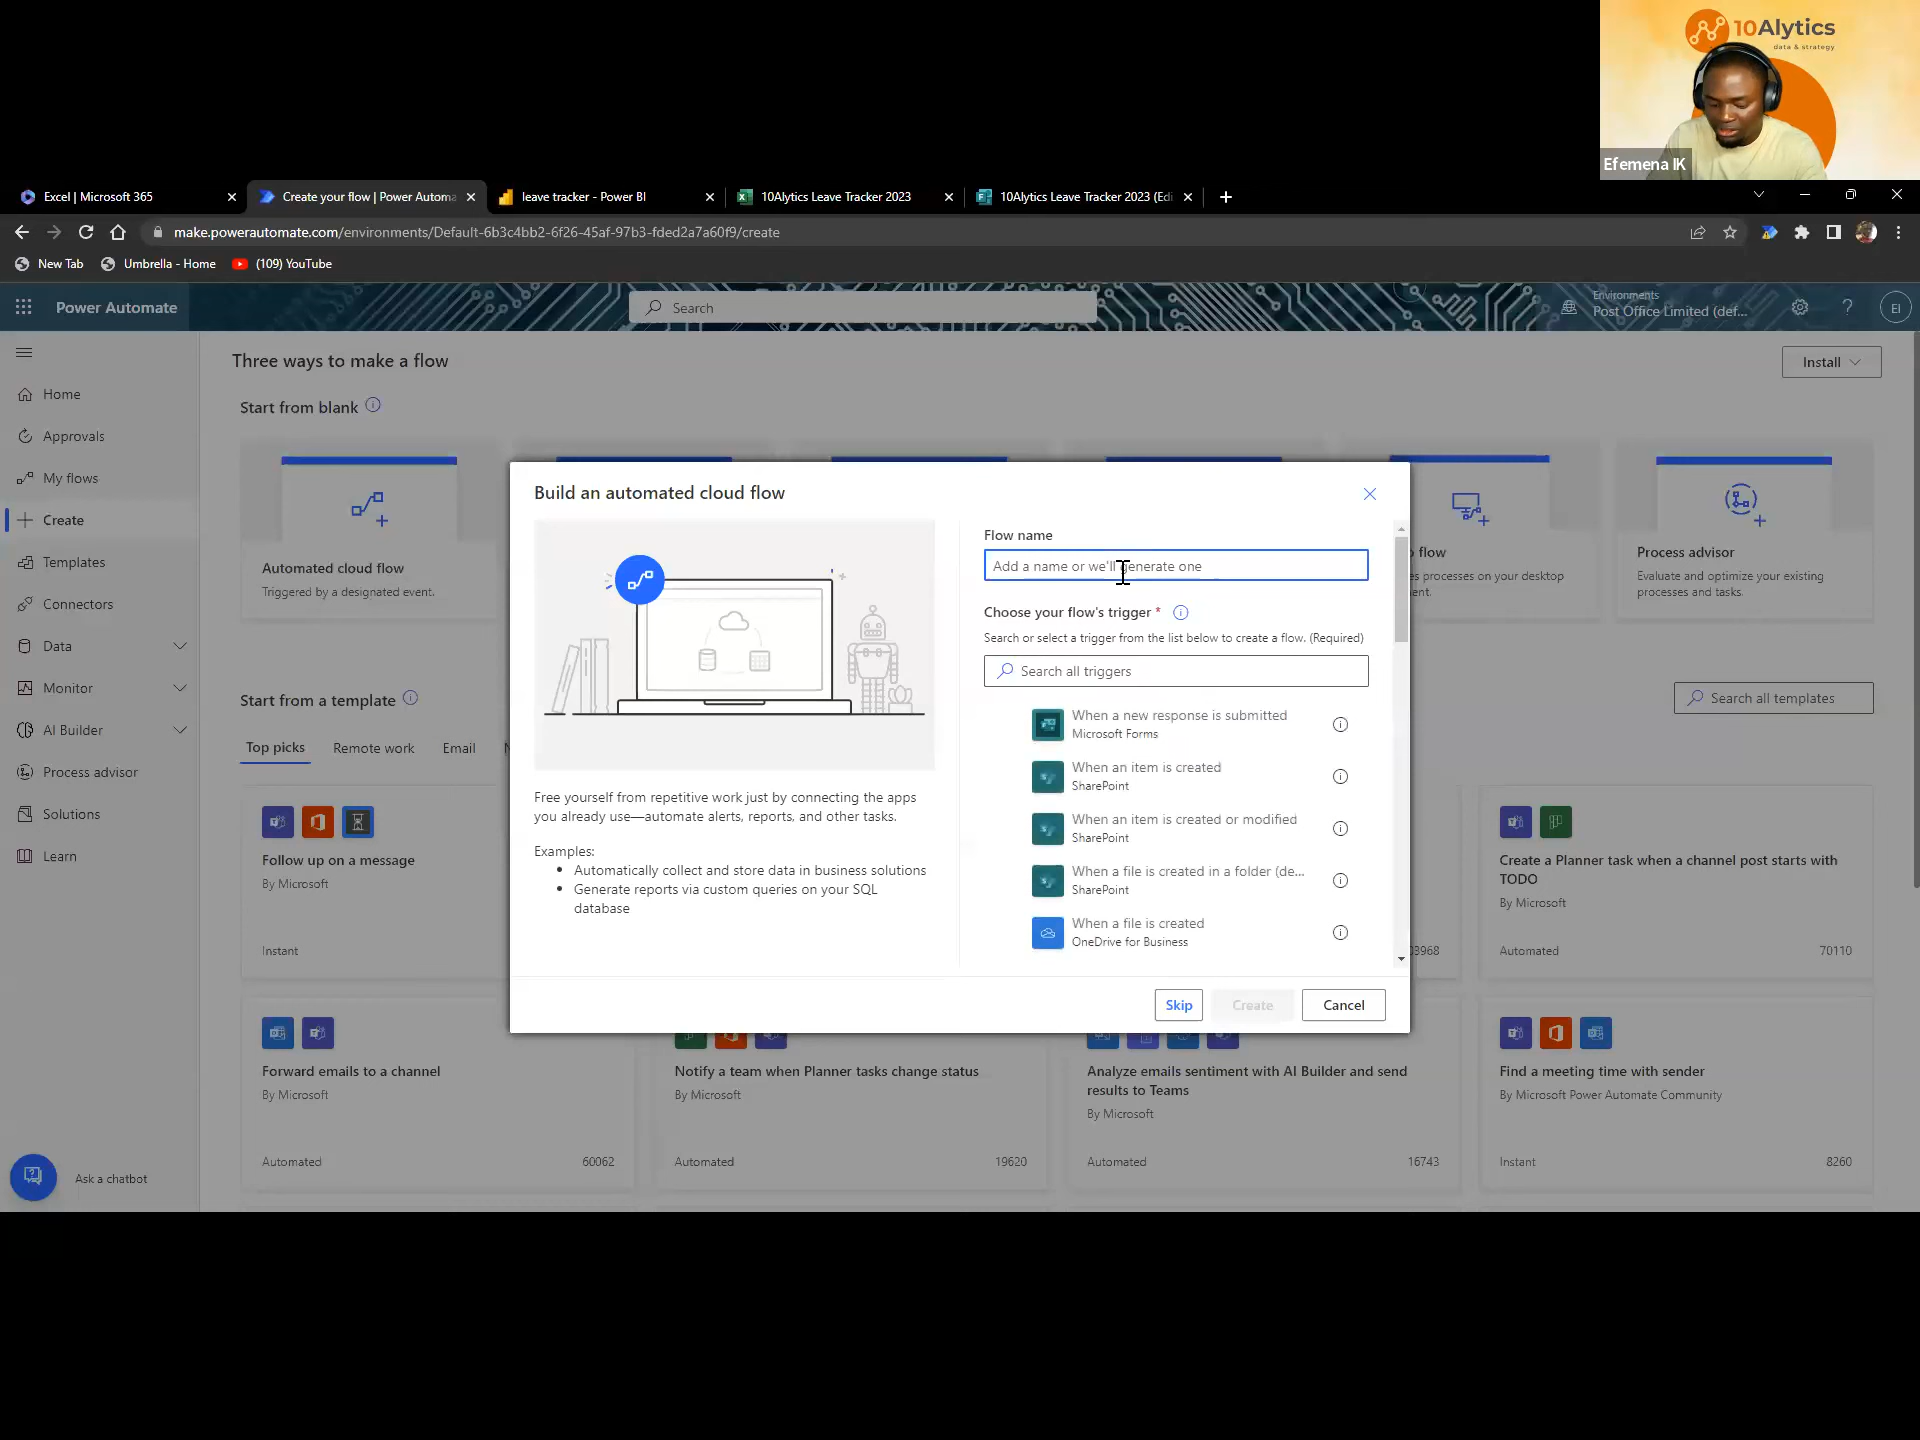 10Alytics
data & strategy
Efemena IK
Excel | Microsoft 365
Create your flow | Power Automa
leave tracker - Power BI
10Alytics Leave Tracker 2023
10Alytics Leave Tracker 2023 (Edi
make.powerautomate.com/environments/Default-6b3c4bb2-6f26-45af-97b3-fded2a7a60f9/create
New Tab
Umbrella - Home
(109) YouTube
Power Automate
Search
Environments
Post Office Limited (def...
EI
Three ways to make a flow
Install
Home
Start from blank
Approvals
My flows
Create
Templates
Connectors
Data
Monitor
AI Builder
Process advisor
Solutions
Learn
Ask a chatbot
Automated cloud flow
Triggered by a designated event.
flow
es processes on your desktop
ent.
Process advisor
Evaluate and optimize your existing
processes and tasks.
Build an automated cloud flow
Free yourself from repetitive work just by connecting the apps
you already use—automate alerts, reports, and other tasks.
Examples:
• Automatically collect and store data in business solutions
• Generate reports via custom queries on your SQL
database
Flow name
Add a name or we'll generate one
Choose your flow's trigger *
Search or select a trigger from the list below to create a flow. (Required)
Search all triggers
When a new response is submitted
Microsoft Forms
When an item is created
SharePoint
When an item is created or modified
SharePoint
When a file is created in a folder (de...
SharePoint
When a file is created
OneDrive for Business
Skip
Create
Cancel
Start from a template
Search all templates
Top picks
Remote work
Email
Follow up on a message
By Microsoft
Instant
03968
Create a Planner task when a channel post starts with
TODO
By Microsoft
Automated
70110
Forward emails to a channel
By Microsoft
Automated
60062
Notify a team when Planner tasks change status
By Microsoft
Automated
19620
Analyze emails sentiment with AI Builder and send
results to Teams
By Microsoft
Automated
16743
Find a meeting time with sender
By Microsoft Power Automate Community
Instant
8260